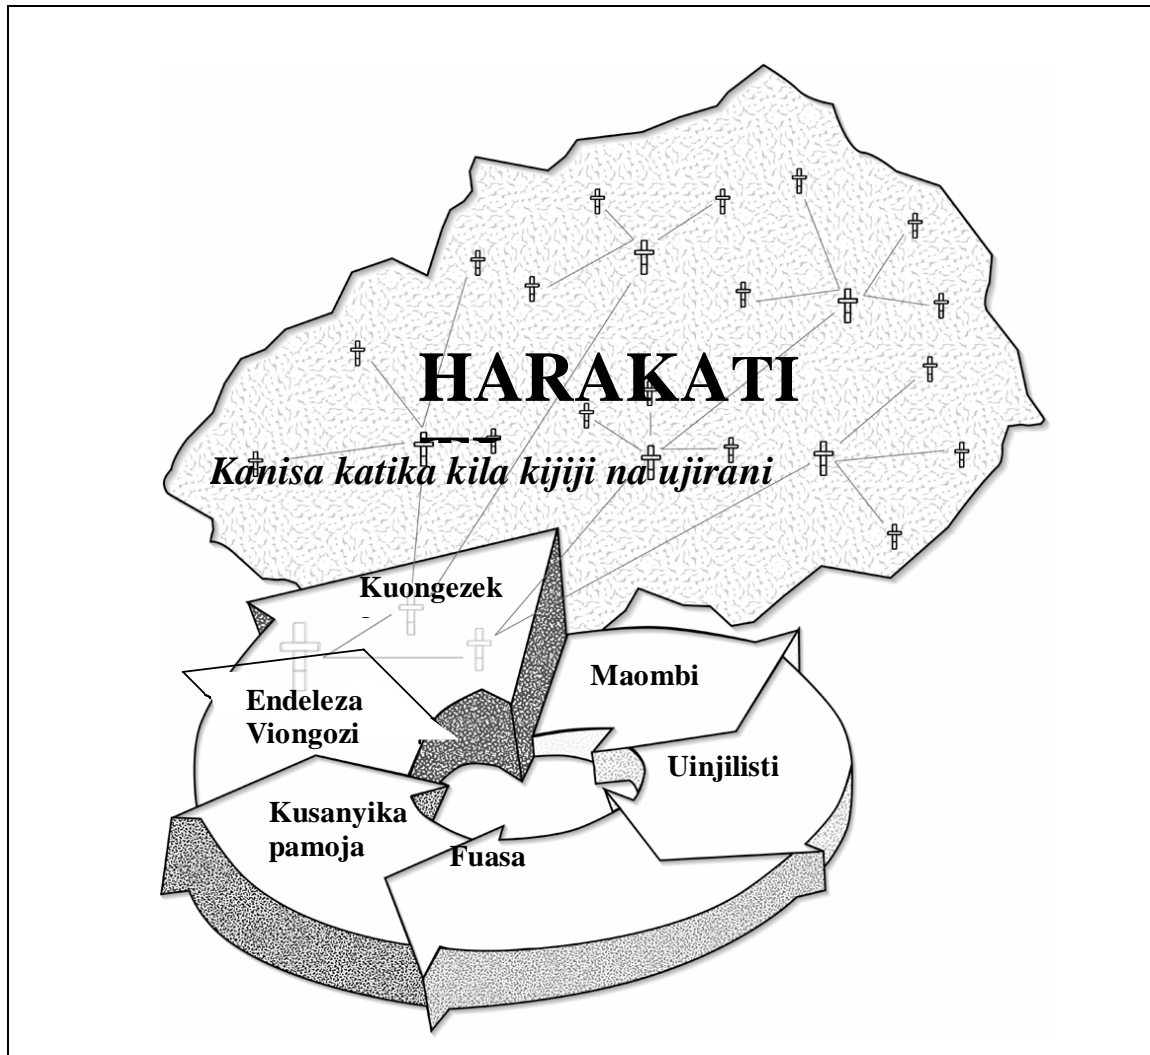 HARAKATI
Kanisa katika kila kijiji na ujirani
Kuongezek
Maombi
Endeleza
Viongozi
Uinjilisti
Kusanyika
pamoja
Fuasa